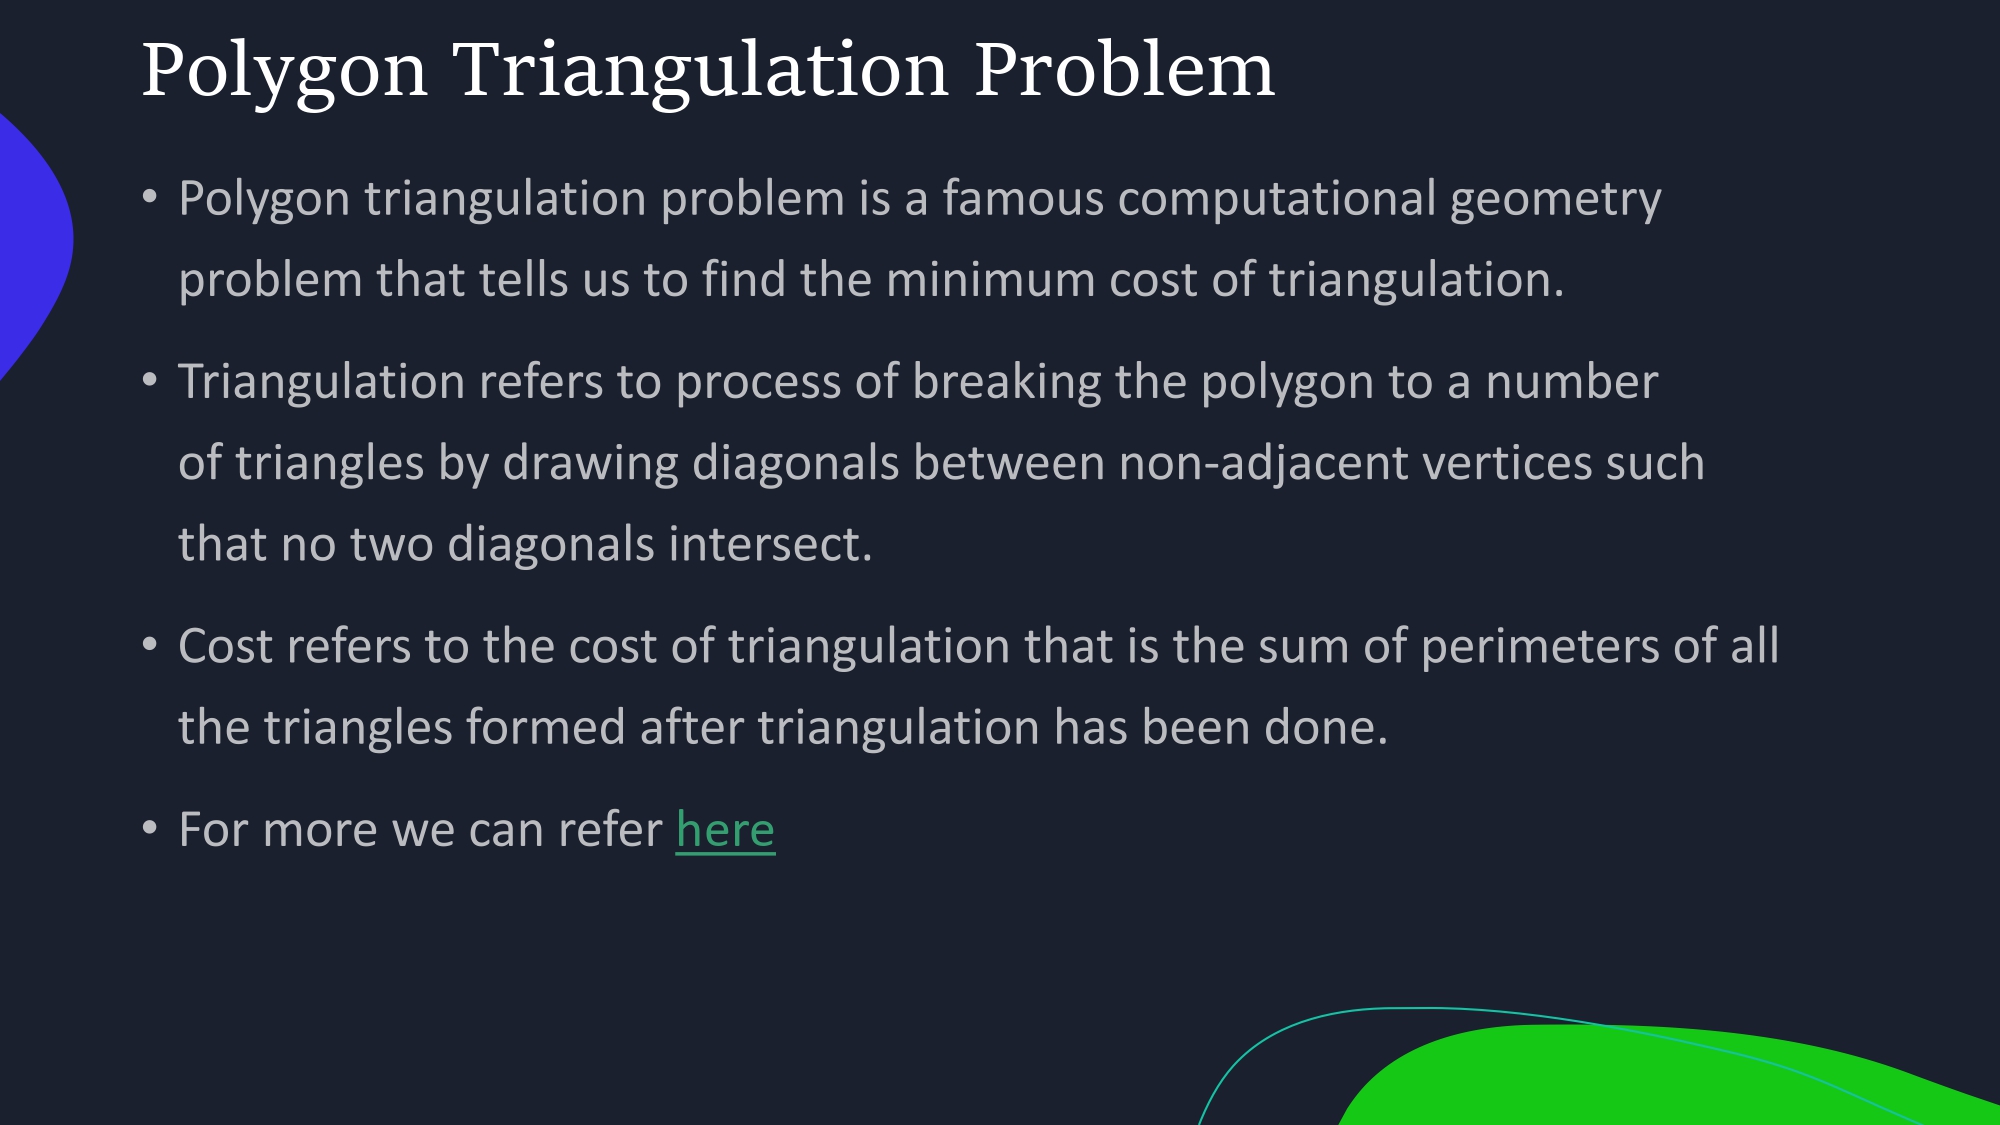 Polygon Triangulation Problem
• Polygon triangulation problem is a famous computational geometry
problem that tells us to find the minimum cost of triangulation.
• Triangulation refers to process of breaking the polygon to a number
of triangles by drawing diagonals between non-adjacent vertices such
that no two diagonals intersect.
• Cost refers to the cost of triangulation that is the sum of perimeters of all
the triangles formed after triangulation has been done.
• For more we can refer here